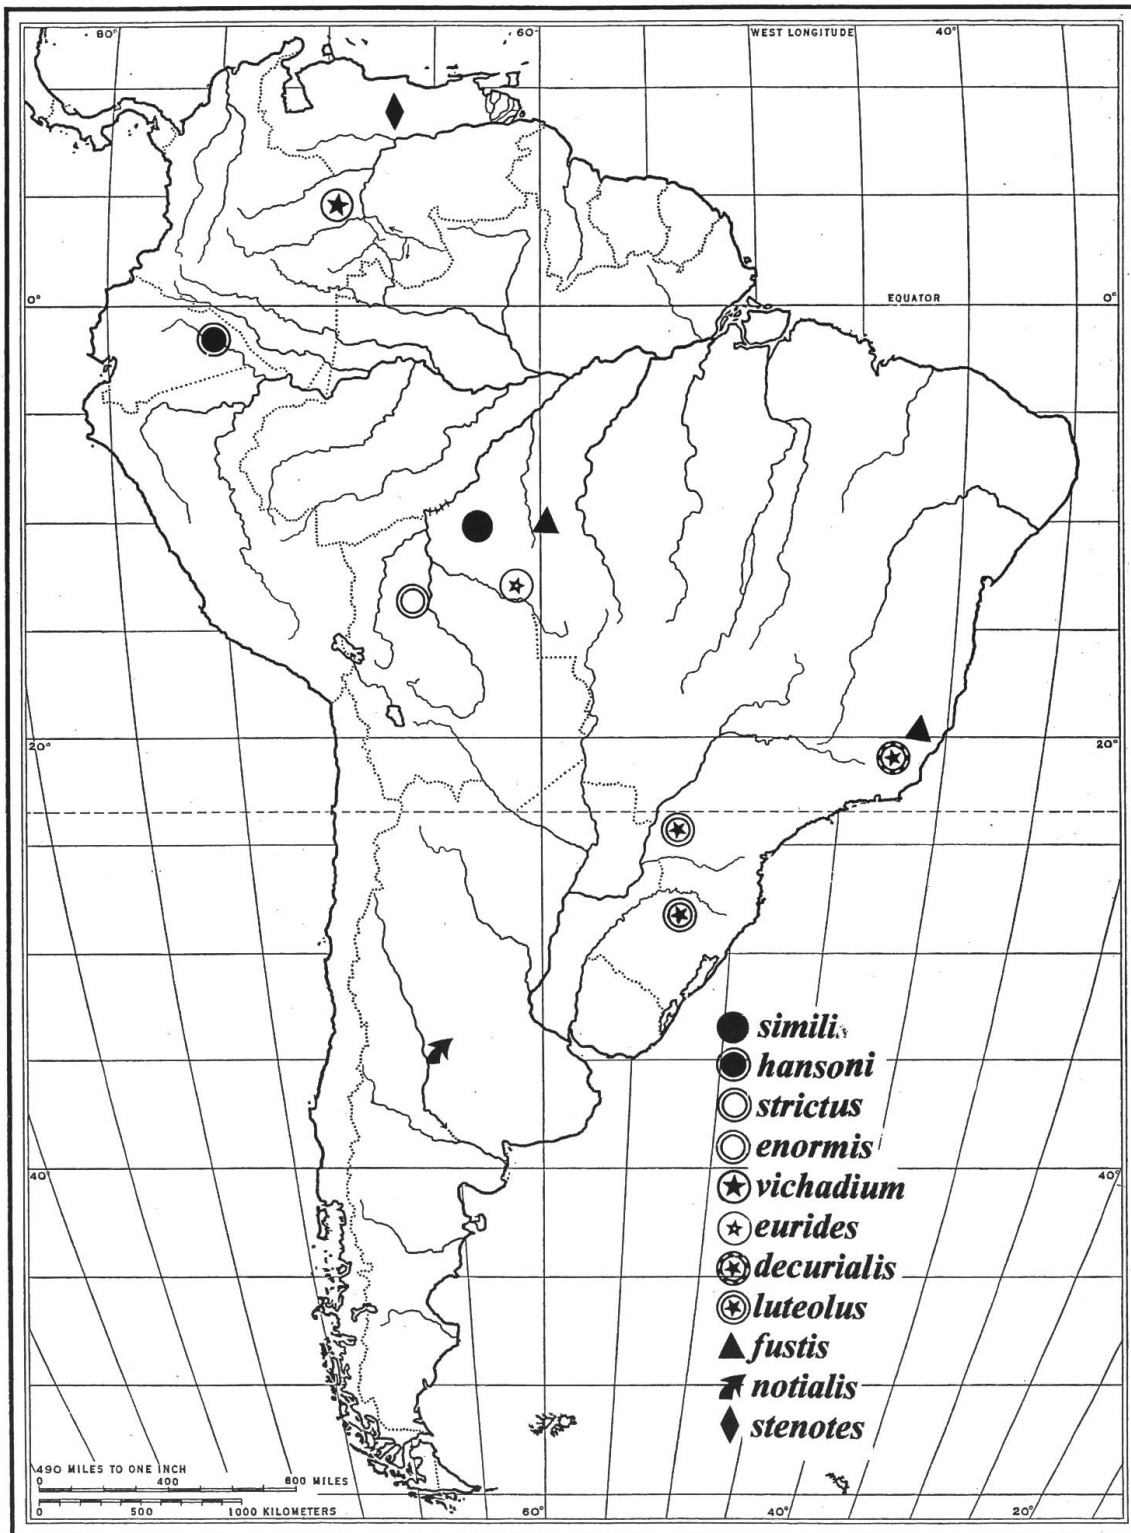 80° 60° WEST LONGITUDE 40°
0° EQUATOR 0°
20° 20°
simili
hansoni
strictus
enormis
40° 40°
vichadium
eurides
decurialis
luteolus
fustis
notialis
stenotes
490 MILES TO ONE INCH
0 400 800 MILES
0 500 1000 KILOMETERS
60° 40° 20°